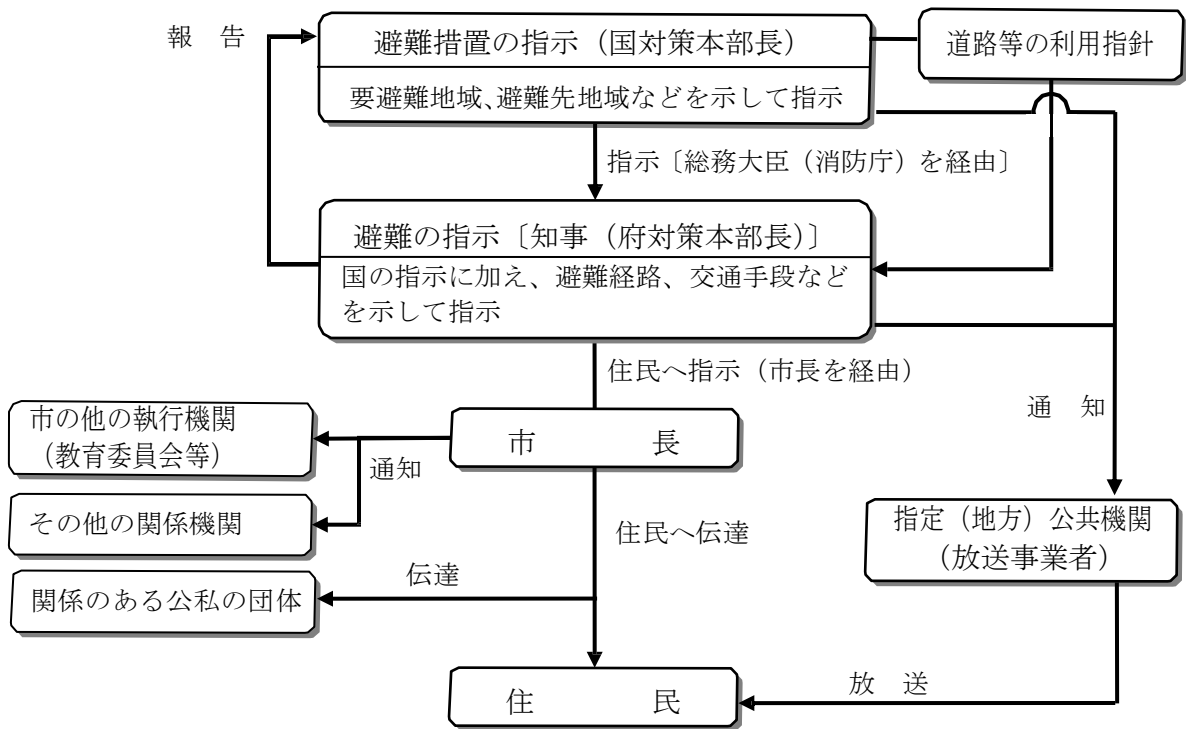 報 告
避難措置の指示（国対策本部長）
道路等の利用指針
要避難地域、避難先地域などを示して指示
指示〔総務大臣（消防庁）を経由〕
避難の指示〔知事（府対策本部長）〕
国の指示に加え、避難経路、交通手段など
を示して指示
住民へ指示（市長を経由）
通 知
市の他の執行機関
（教育委員会等）
市 長
通知
その他の関係機関
住民へ伝達
指定（地方）公共機関
（放送事業者）
伝達
関係のある公私の団体
放 送
住 民